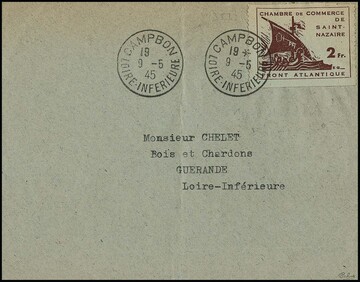 CAMPBON
19
9 -5
45
LOIRE-INFERIEURE
CAMPBON
19 *
9 -5
45
LOIRE-INFERIEURE
CHAMBRE DE COMMERCE
DE
SAINT-
NAZAIRE
2 Fr.
FRONT ATLANTIQUE
Monsieur CHELET
Bois et Chardons
GUERANDE
Loire-Inférieure